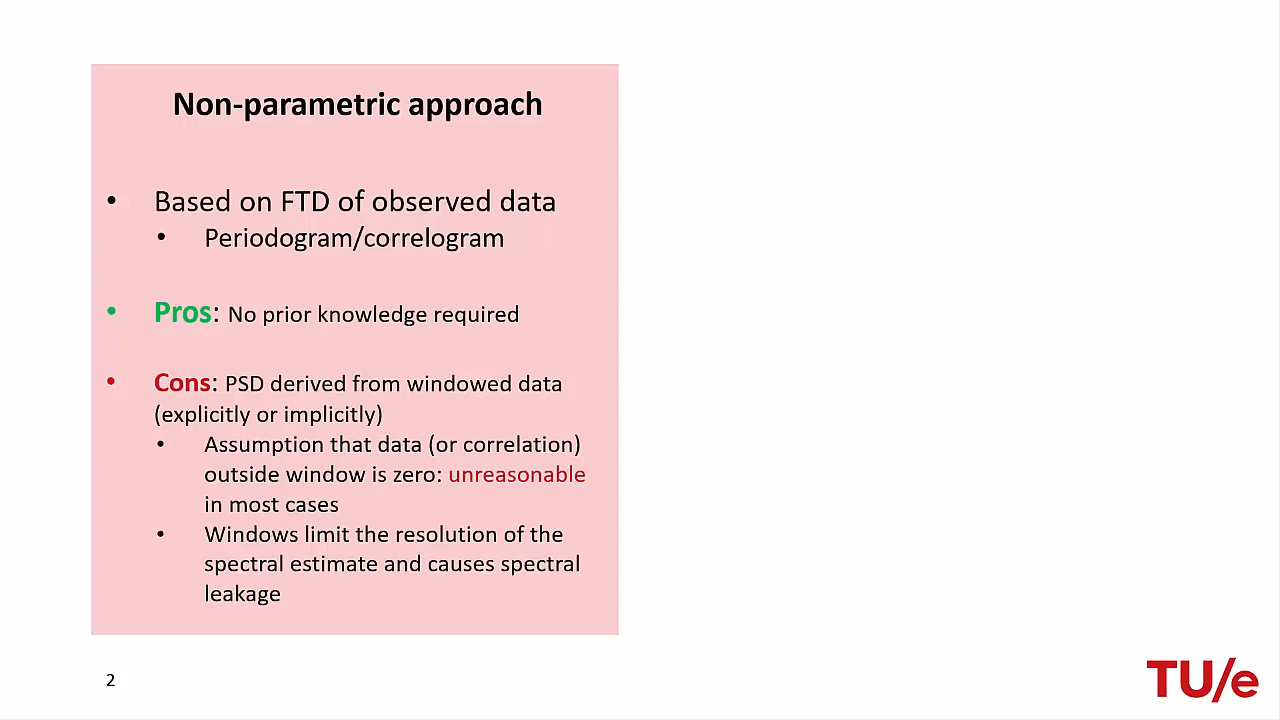 Non-parametric approach
• Based on FTD of observed data
• Periodogram/correlogram
• Pros: No prior knowledge required
• Cons: PSD derived from windowed data
(explicitly or implicitly)
• Assumption that data (or correlation)
outside window is zero: unreasonable
in most cases
• Windows limit the resolution of the
spectral estimate and causes spectral
leakage
2
TU/e